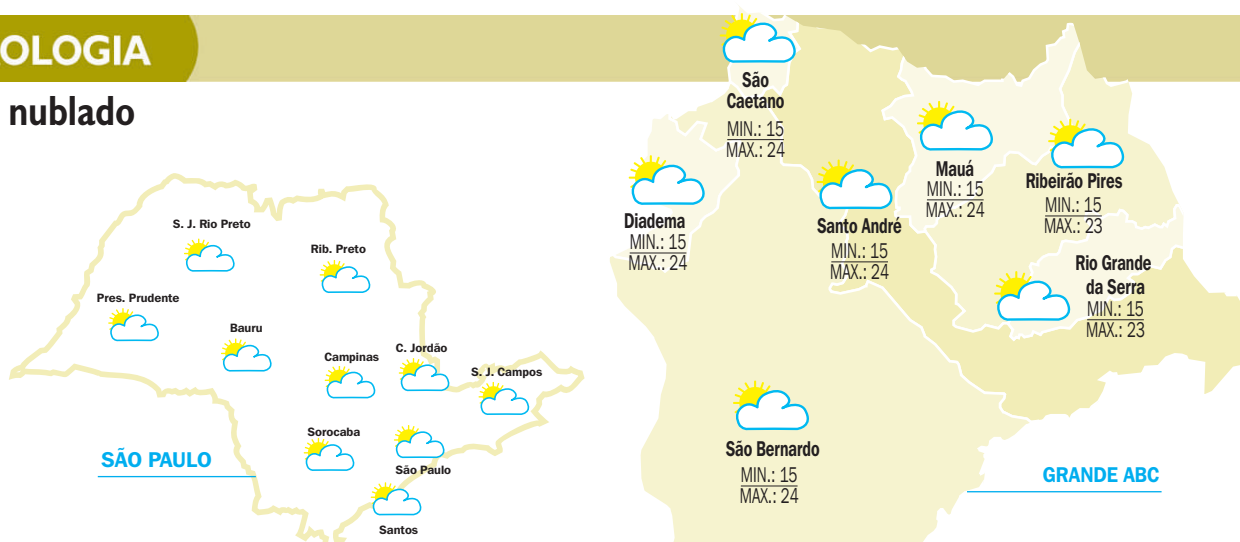 OLOGIA
nublado
S. J. Rio Preto
Rib. Preto
Pres. Prudente
Bauru
Campinas
C. Jordão
S. J. Campos
Sorocaba
São Paulo
Santos
SÃO PAULO
São
Caetano
MIN.: 15
MAX.: 24
Diadema
MIN.: 15
MAX.: 24
Santo André
MIN.: 15
MAX.: 24
Mauá
MIN.: 15
MAX.: 24
Ribeirão Pires
MIN.: 15
MAX.: 23
Rio Grande
da Serra
MIN.: 15
MAX.: 23
São Bernardo
MIN.: 15
MAX.: 24
GRANDE ABC